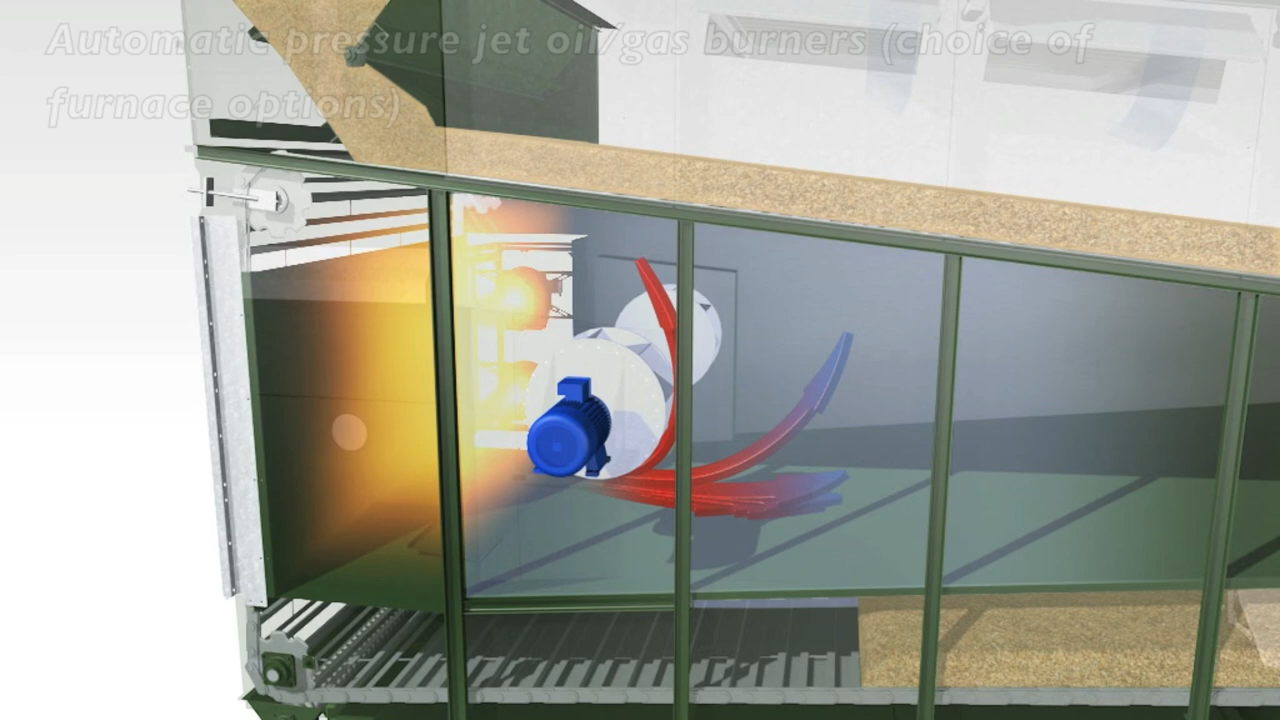 Automatic pressure jet oil/gas burners (choice of
furnace options)